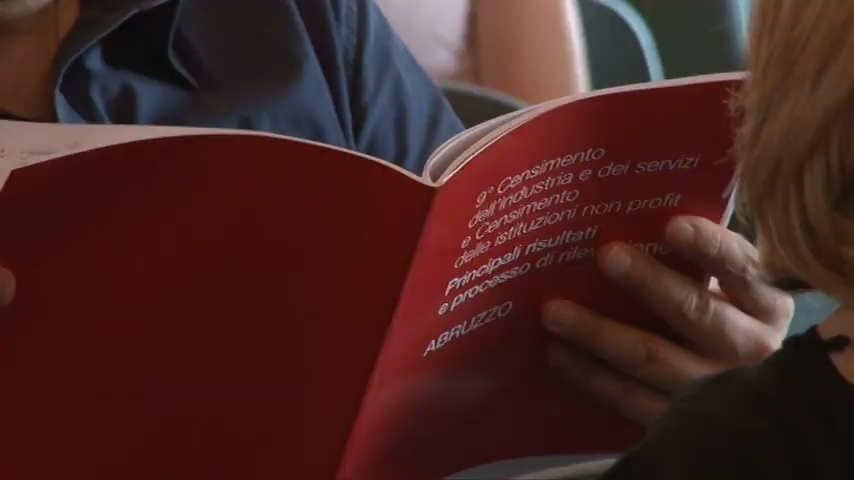 9° Censimento
dell'industria e dei servizi
e Censimento
delle istituzioni non profit
Principali risultati
e processo di
ABRUZZO